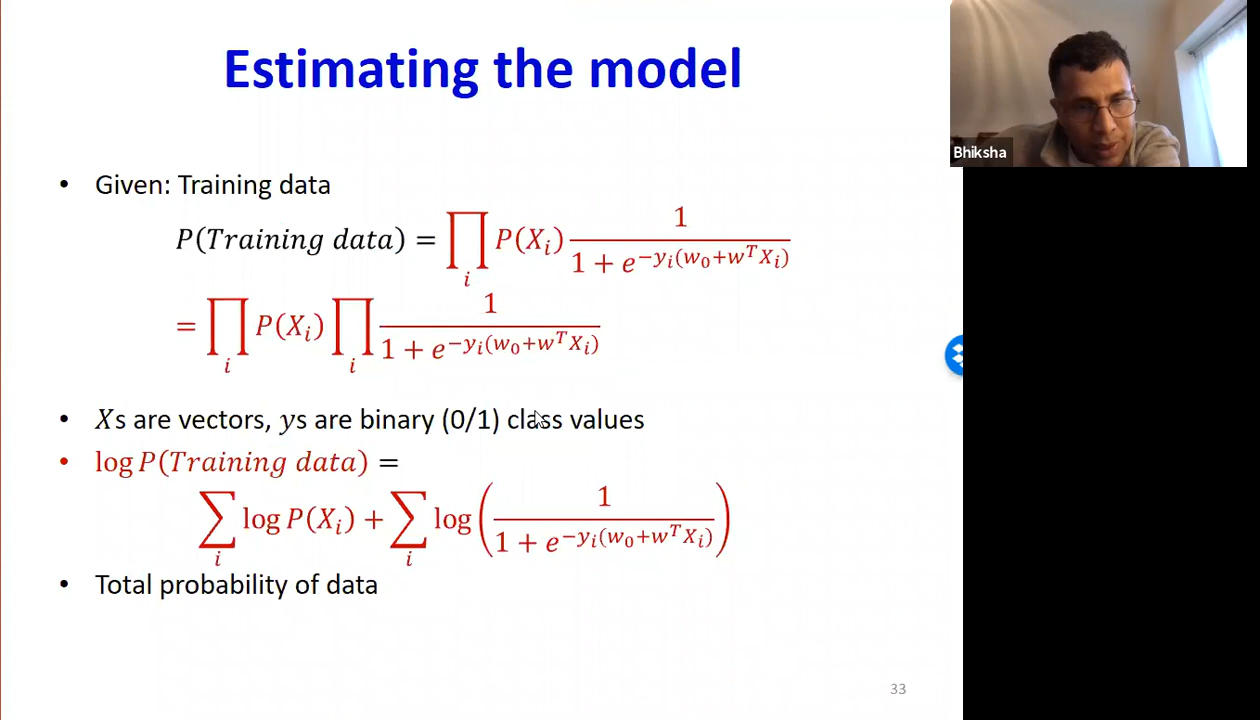 Estimating the model
Bhiksha
• Given: Training data
P(Training data) = ∏_i P(X_i) 1/(1 + e^{-y_i(w_0+w^T X_i)})
= ∏_i P(X_i) ∏_i 1/(1 + e^{-y_i(w_0+w^T X_i)})
• Xs are vectors, ys are binary (0/1) class values
• log P(Training data) =
∑_i log P(X_i) + ∑_i log(1/(1 + e^{-y_i(w_0+w^T X_i)}))
• Total probability of data
33